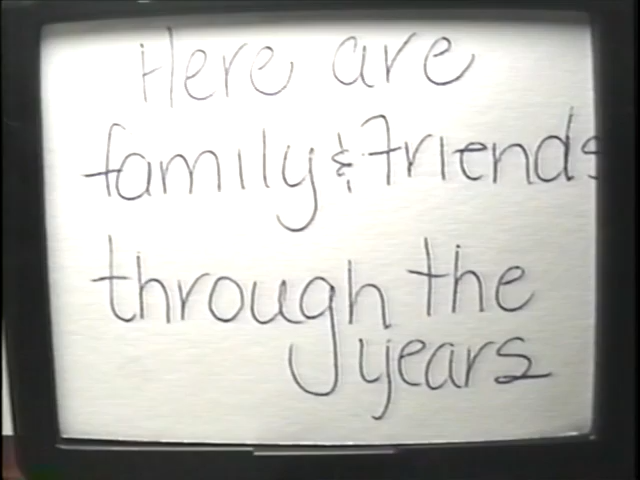 Here are
family & friends
through the
years